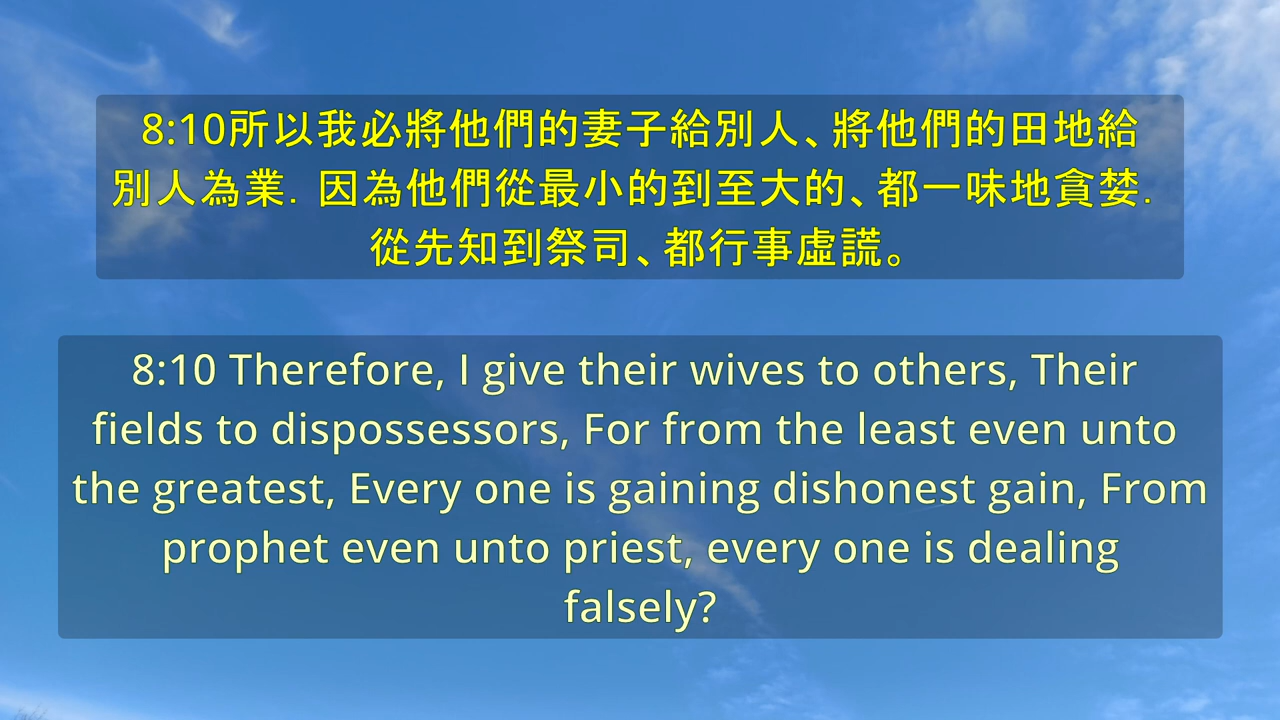 8:10所以我必將他們的妻子給別人、將他們的田地給
別人為業．因為他們從最小的到至大的、都一味地貪婪．
從先知到祭司、都行事虛謊。
8:10 Therefore, I give their wives to others, Their
fields to dispossessors, For from the least even unto
the greatest, Every one is gaining dishonest gain, From
prophet even unto priest, every one is dealing
falsely?